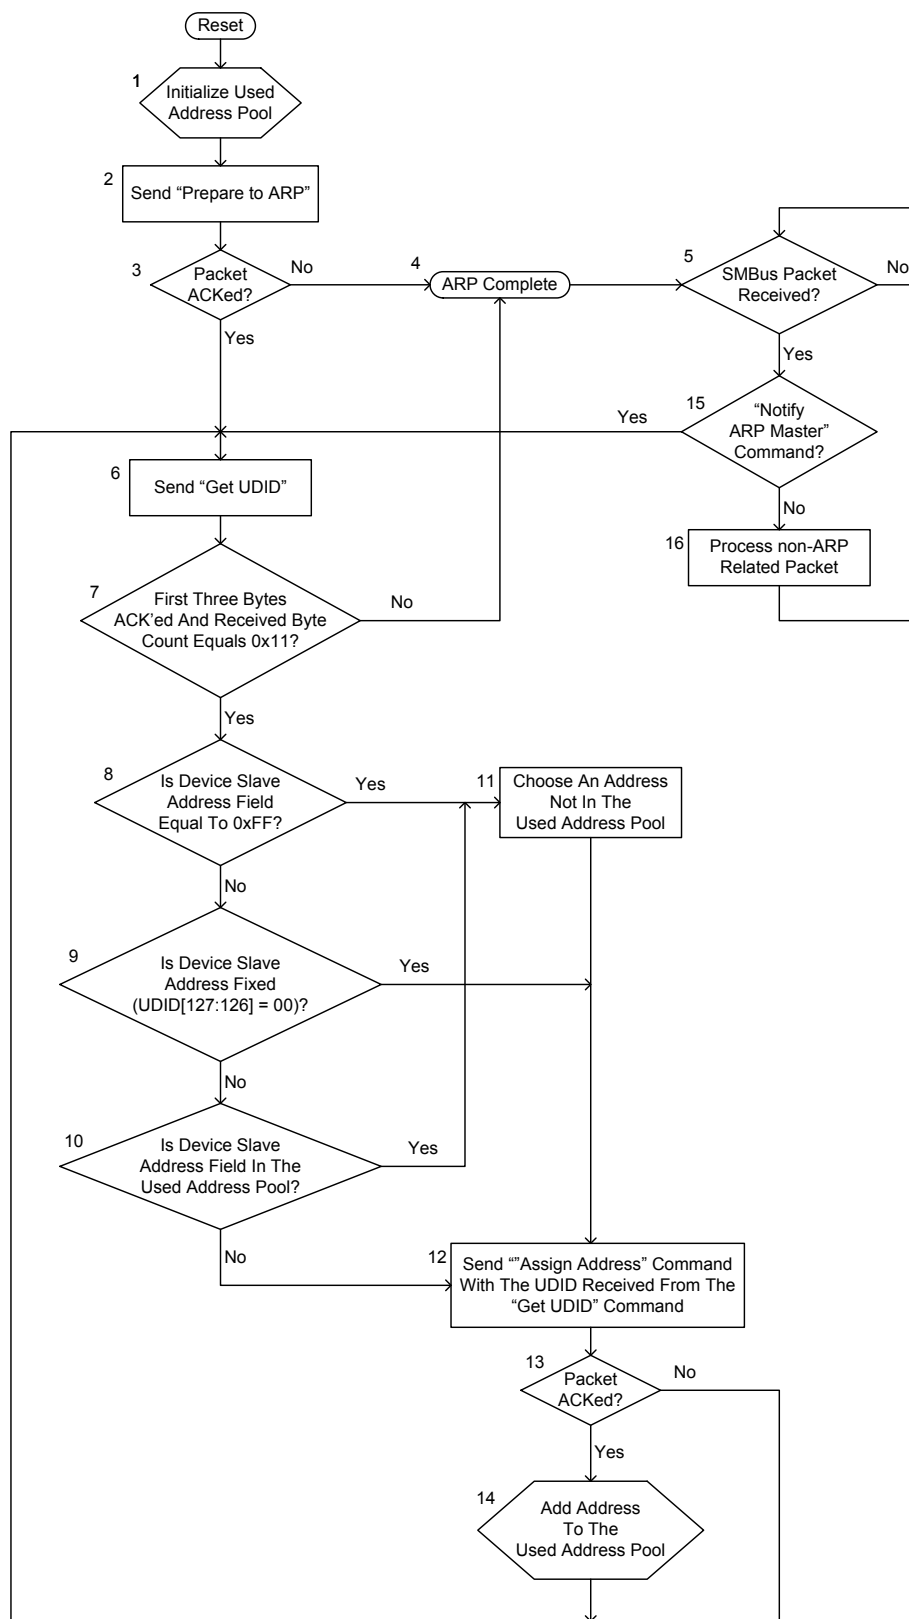 Reset
1
Initialize Used
Address Pool
2
Send “Prepare to ARP”
3
Packet
ACKed?
No
Yes
4
ARP Complete
5
SMBus Packet
Received?
No
Yes
15
“Notify
ARP Master”
Command?
Yes
No
16
Process non-ARP
Related Packet
6
Send “Get UDID”
7
First Three Bytes
ACK’ed And Received Byte
Count Equals 0x11?
No
Yes
8
Is Device Slave
Address Field
Equal To 0xFF?
Yes
No
11
Choose An Address
Not In The
Used Address Pool
9
Is Device Slave
Address Fixed
(UDID[127:126] = 00)?
Yes
No
10
Is Device Slave
Address Field In The
Used Address Pool?
Yes
No
12
Send “”Assign Address” Command
With The UDID Received From The
“Get UDID” Command
13
Packet
ACKed?
No
Yes
14
Add Address
To The
Used Address Pool